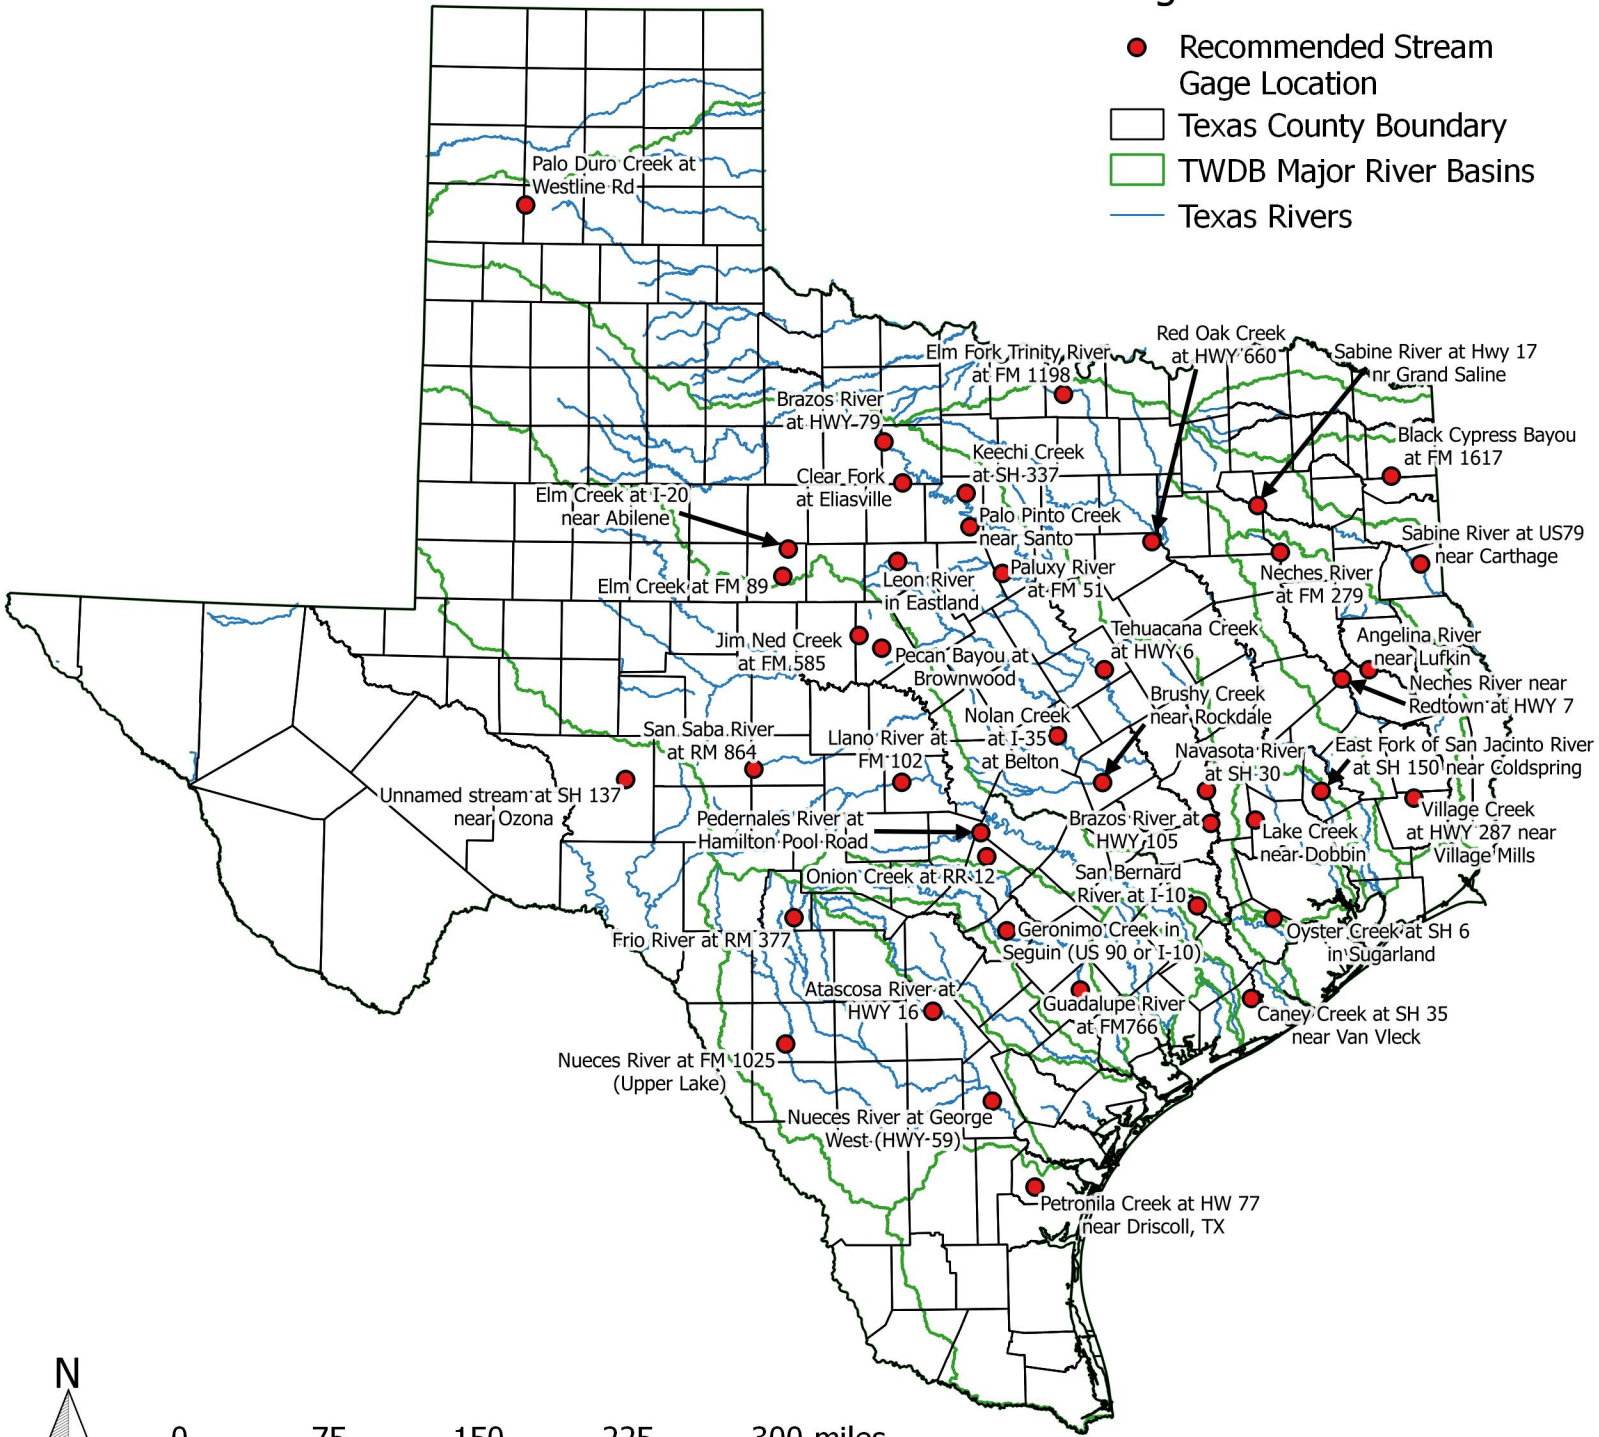 Recommended Stream
Gage Location
Texas County Boundary
TWDB Major River Basins
Texas Rivers
Palo Duro Creek at
Westline Rd
Red Oak Creek
at HWY 660
Sabine River at Hwy 17
nr Grand Saline
Elm Fork Trinity River
at FM 1198
Brazos River
at HWY 79
Black Cypress Bayou
at FM 1617
Keechi Creek
at SH 337
Clear Fork
at Eliasville
Elm Creek at I-20
near Abilene
Palo Pinto Creek
near Santo
Sabine River at US79
near Carthage
Elm Creek at FM 89
Leon River
in Eastland
Paluxy River
at FM 51
Neches River
at FM 279
Jim Ned Creek
at FM 585
Pecan Bayou at
Brownwood
Tehuacana Creek
at HWY 6
Angelina River
near Lufkin
Neches River near
Redtown at HWY 7
Brushy Creek
near Rockdale
San Saba River
at RM 864
Llano River at
FM 102
Nolan Creek
at I-35
at Belton
Navasota River
at SH 30
East Fork of San Jacinto River
at SH 150 near Coldspring
Unnamed stream at SH 137
near Ozona
Pedernales River at
Hamilton Pool Road
Brazos River at
HWY 105
Lake Creek
near Dobbin
Village Creek
at HWY 287 near
Village Mills
Onion Creek at RR 12
San Bernard
River at I-10
Frio River at RM 377
Geronimo Creek in
Seguin (US 90 or I-10)
Oyster Creek at SH 6
in Sugarland
Atascosa River at
HWY 16
Guadalupe River
at FM766
Caney Creek at SH 35
near Van Vleck
Nueces River at FM 1025
(Upper Lake)
Nueces River at George
West (HWY 59)
Petronila Creek at HW 77
near Driscoll, TX
N
0 75 150 225 300 miles